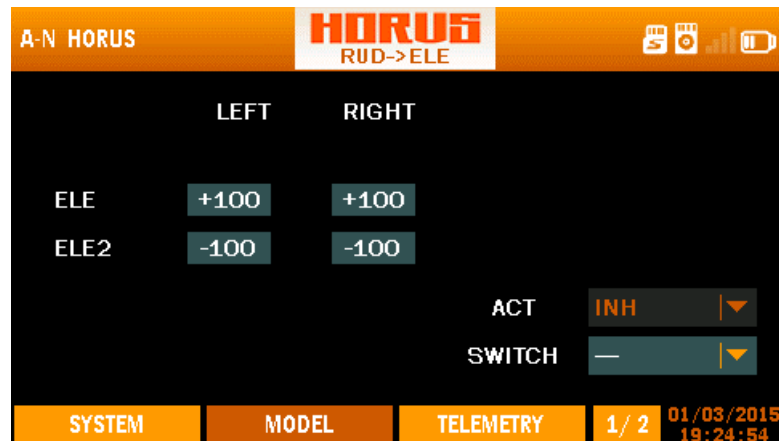 A-N HORUS
HORUS
RUD->ELE
LEFT RIGHT
ELE +100 +100
ELE2 -100 -100
ACT INH
SWITCH —
SYSTEM MODEL TELEMETRY 1/2 01/03/2015
19:24:54